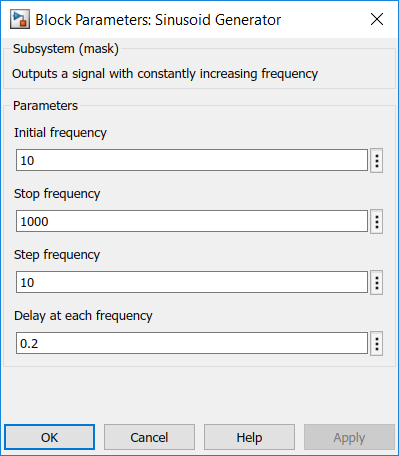 Block Parameters: Sinusoid Generator
Subsystem (mask)
Outputs a signal with constantly increasing frequency
Parameters
Initial frequency
10
Stop frequency
1000
Step frequency
10
Delay at each frequency
0.2
OK Cancel Help Apply